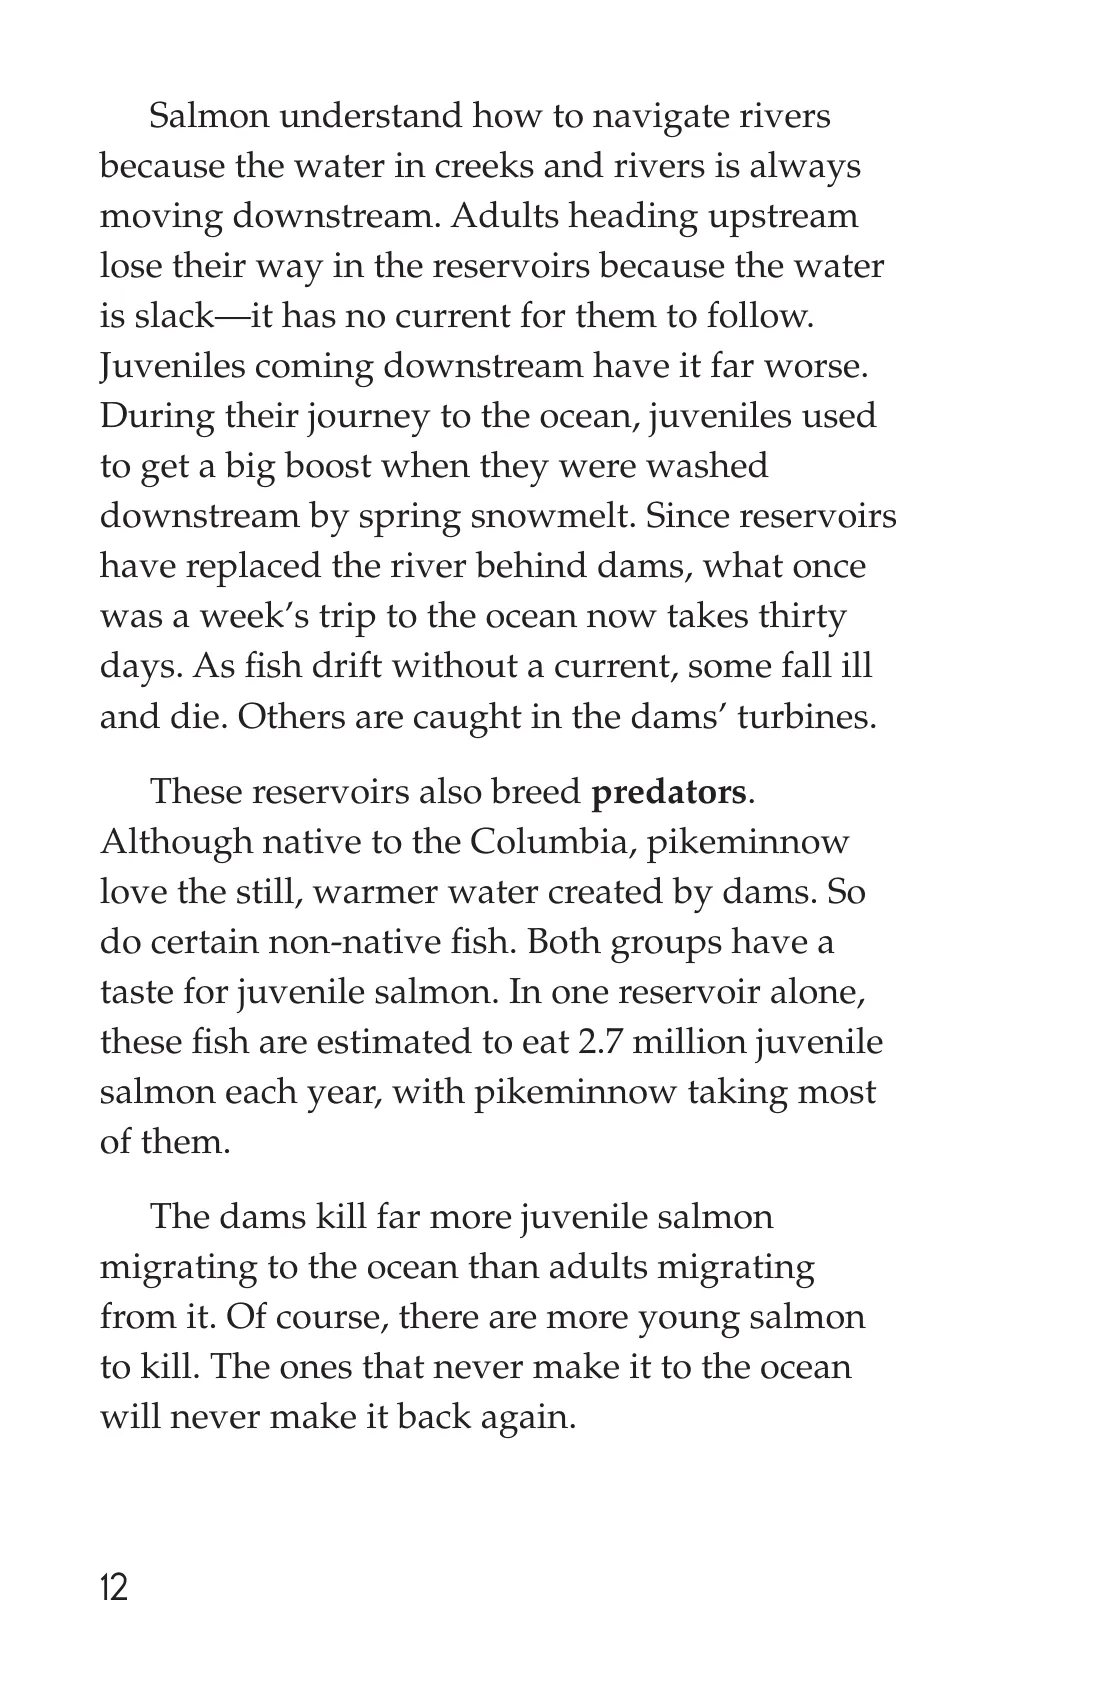 Salmon understand how to navigate rivers
because the water in creeks and rivers is always
moving downstream. Adults heading upstream
lose their way in the reservoirs because the water
is slack—it has no current for them to follow.
Juveniles coming downstream have it far worse.
During their journey to the ocean, juveniles used
to get a big boost when they were washed
downstream by spring snowmelt. Since reservoirs
have replaced the river behind dams, what once
was a week’s trip to the ocean now takes thirty
days. As fish drift without a current, some fall ill
and die. Others are caught in the dams’ turbines.
These reservoirs also breed predators.
Although native to the Columbia, pikeminnow
love the still, warmer water created by dams. So
do certain non-native fish. Both groups have a
taste for juvenile salmon. In one reservoir alone,
these fish are estimated to eat 2.7 million juvenile
salmon each year, with pikeminnow taking most
of them.
The dams kill far more juvenile salmon
migrating to the ocean than adults migrating
from it. Of course, there are more young salmon
to kill. The ones that never make it to the ocean
will never make it back again.
12